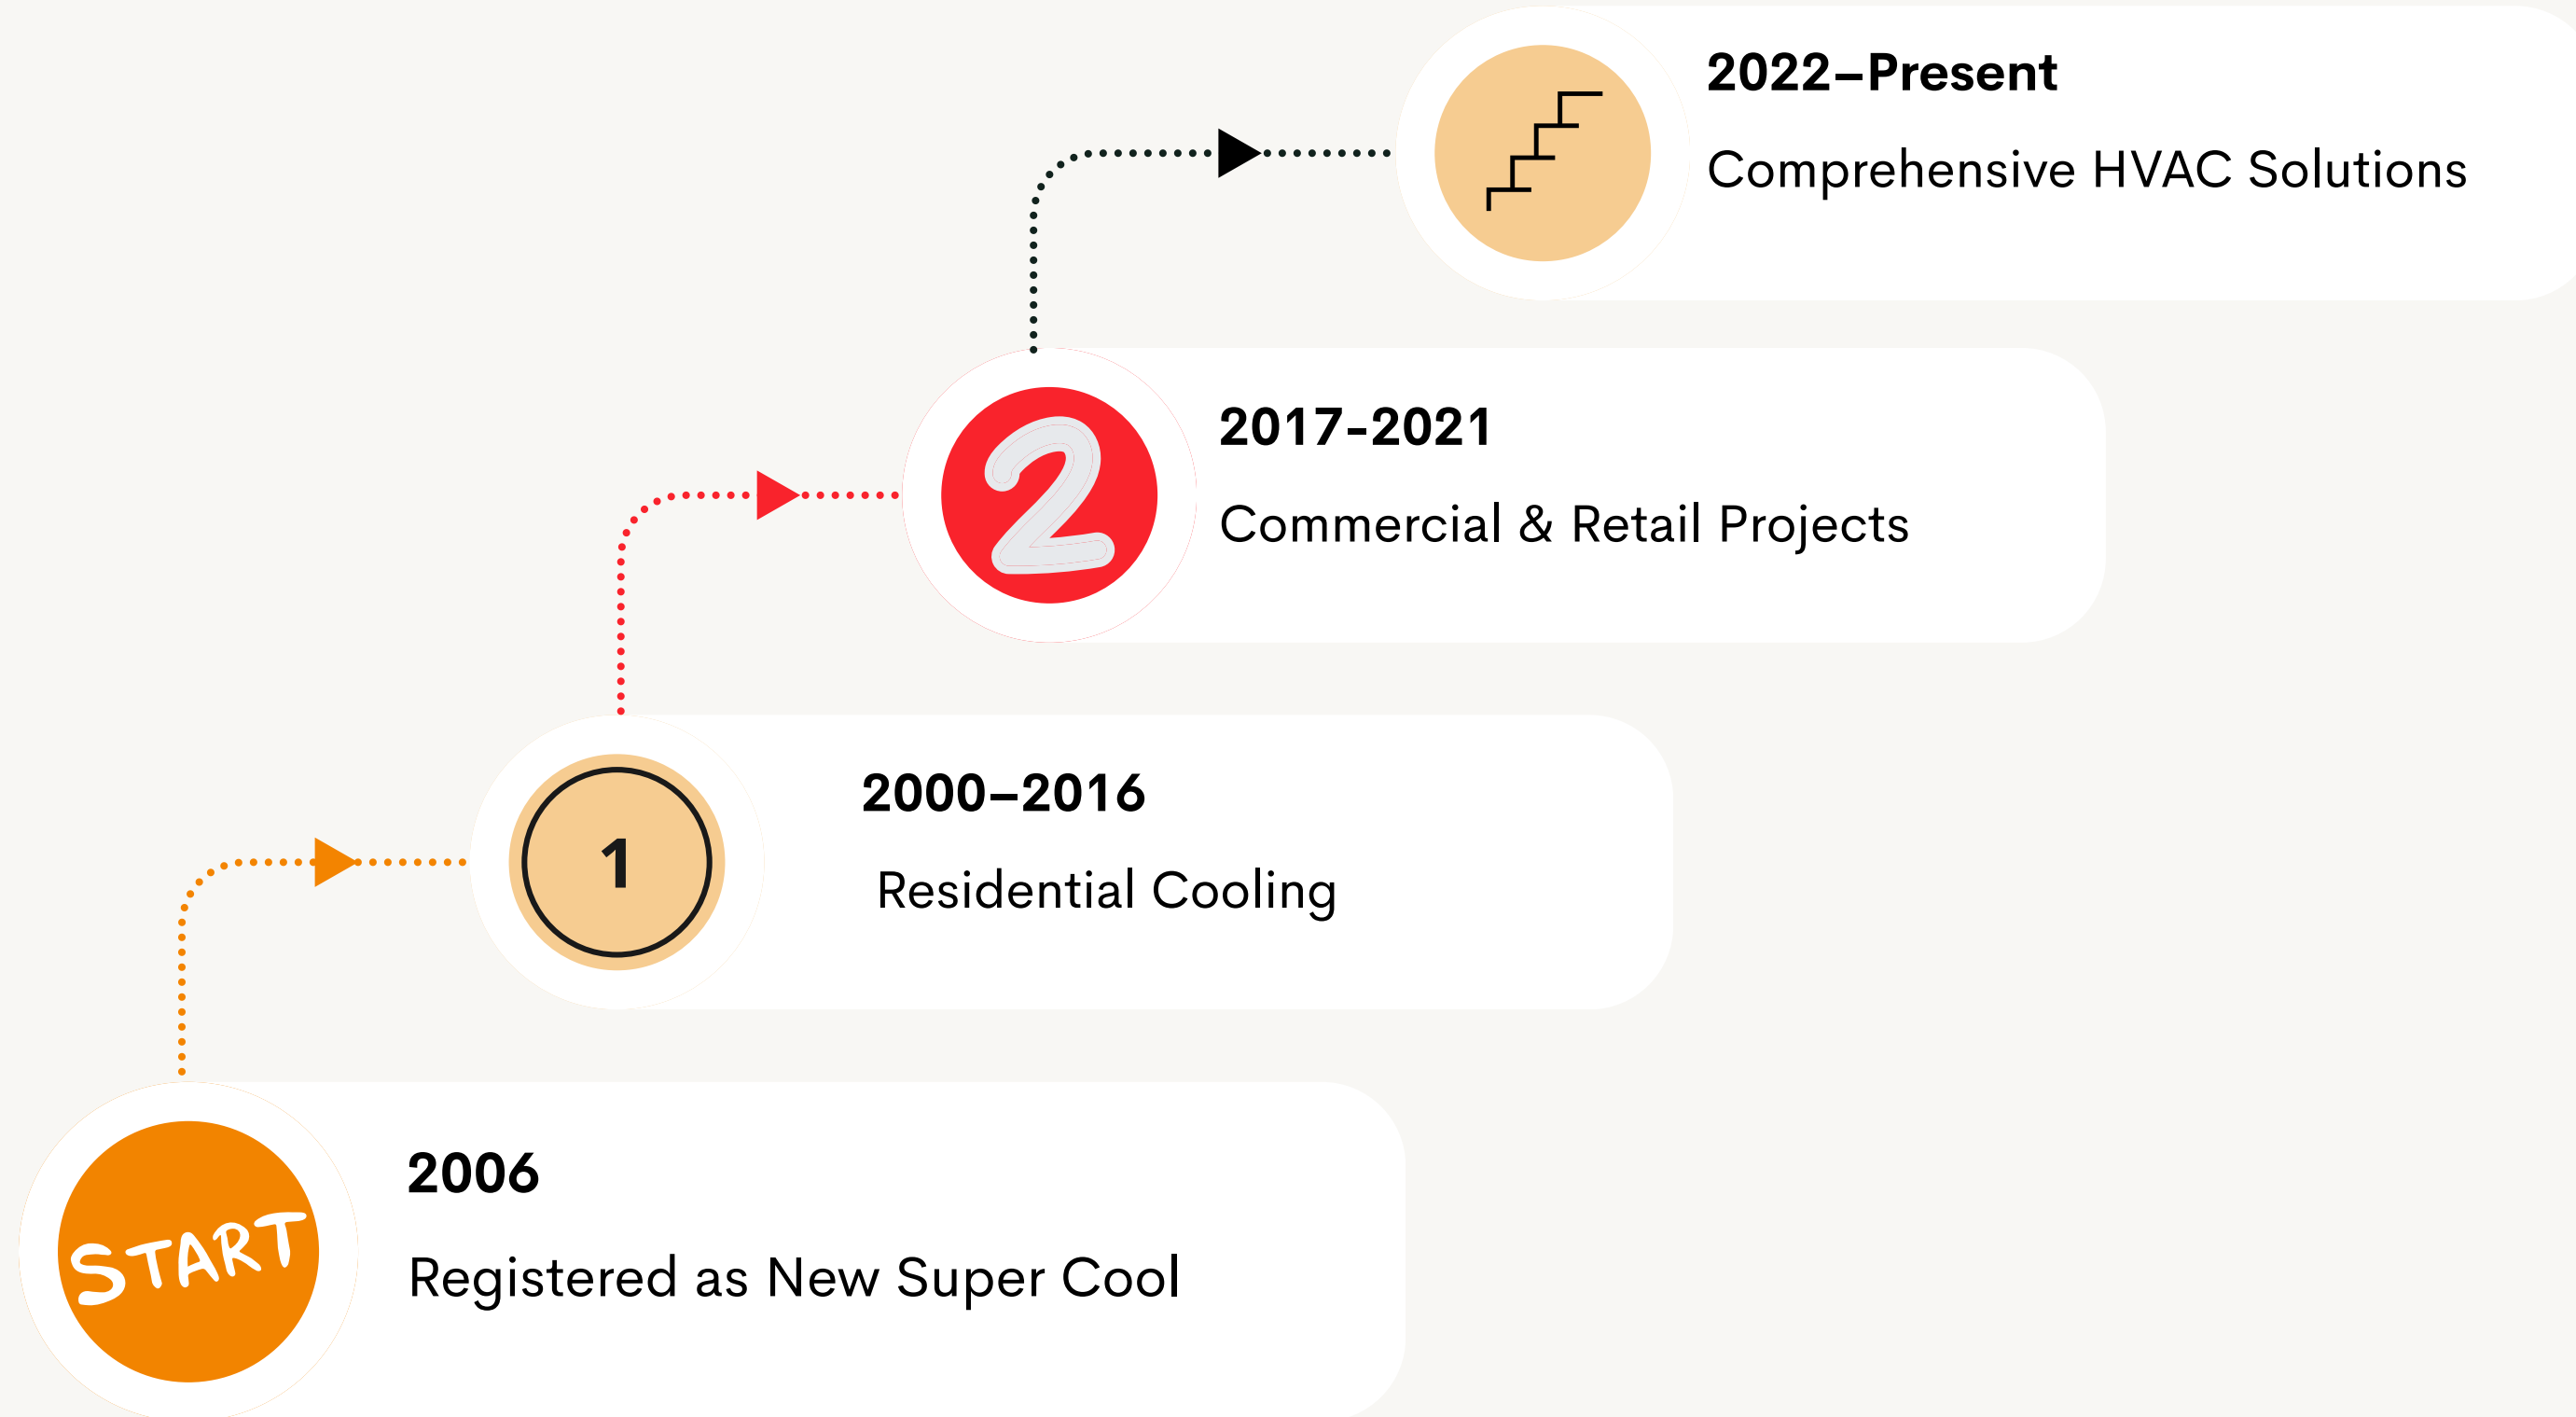 2022–Present
Comprehensive HVAC Solutions
2
2017-2021
Commercial & Retail Projects
1
2000–2016
Residential Cooling
START
2006
Registered as New Super Cool